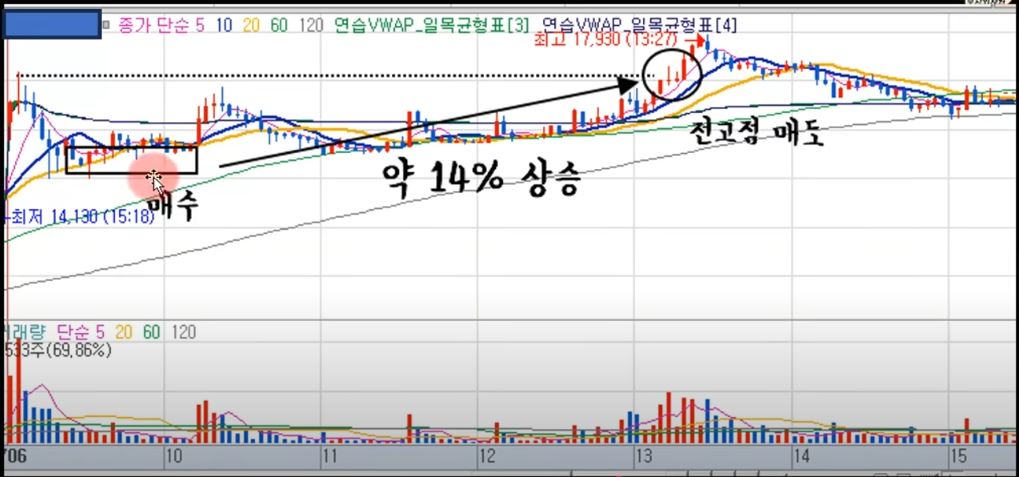 종가 단순 5 10 20 60 120 연습VWAP_일목균형표[3] 연습VWAP_일목균형표[4]
최고 17,930 (13:27)
전고점 매도
약 14% 상승
매수
최저 14,130 (15:18)
거래량 단순 5 20 60 120
533주(69,86%)
06 10 11 12 13 14 15